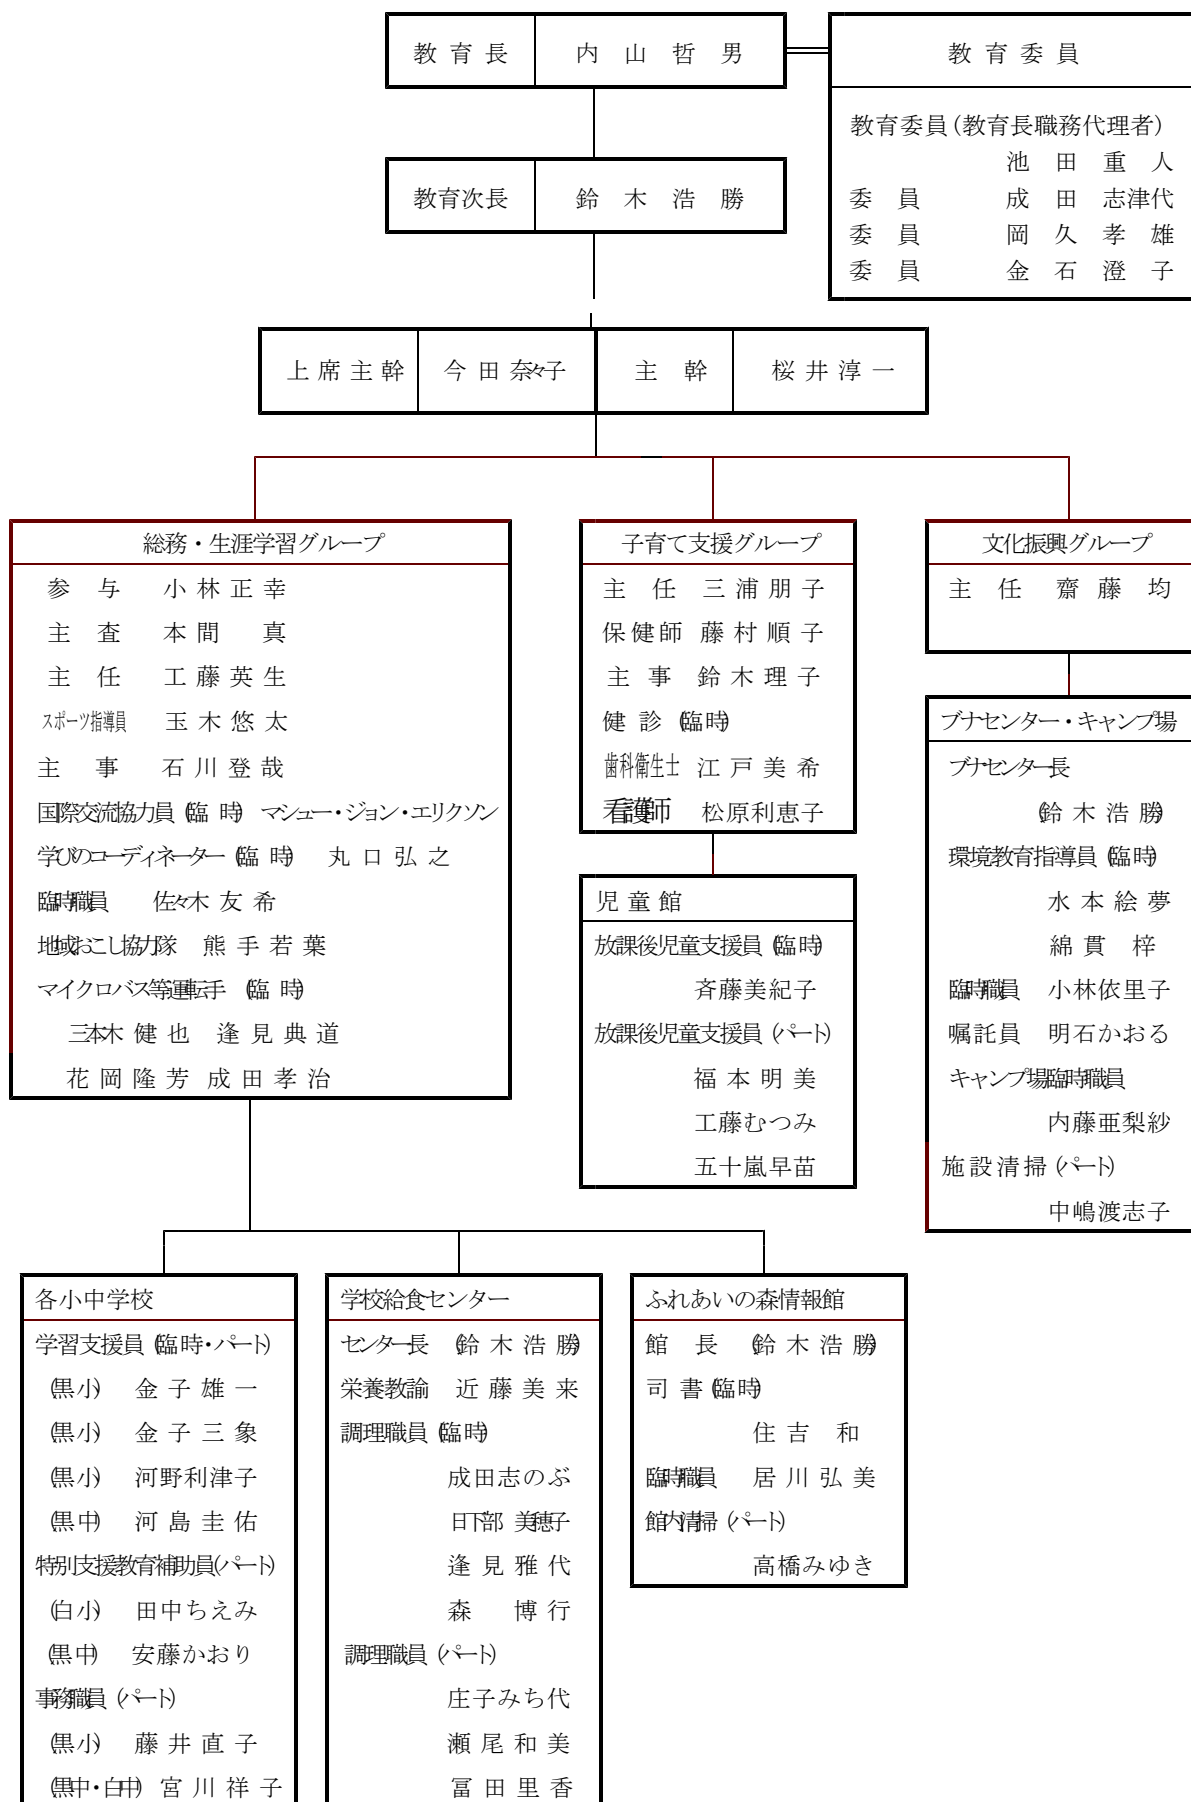 教育長 内山哲男
教育委員
教育委員(教育長職務代理者)
池田重人
委員 成田志津代
委員 岡久孝雄
委員 金石澄子
教育次長 鈴木浩勝
上席主幹 今田奈々子 主幹 桜井淳一
総務・生涯学習グループ
参与 小林正幸
主査 本間真
主任 工藤英生
スポーツ指導員 玉木悠太
主事 石川登哉
国際交流協力員(臨時) マシュー・ジョン・エリクソン
学びのコーディネーター(臨時) 丸口弘之
臨時職員 佐々木友希
地域おこし協力隊 熊手若葉
マイクロバス等運転手(臨時)
三本木健也 逢見典道
花岡隆芳 成田孝治
子育て支援グループ
主任 三浦朋子
保健師 藤村順子
主事 鈴木理子
健診(臨時)
歯科衛生士 江戸美希
看護師 松原利恵子
児童館
放課後児童支援員(臨時)
斉藤美紀子
放課後児童支援員(パート)
福本明美
工藤むつみ
五十嵐早苗
文化振興グループ
主任 齋藤均
ブナセンター・キャンプ場
ブナセンター長
(鈴木浩勝)
環境教育指導員(臨時)
水本絵夢
綿貫梓
臨時職員 小林依里子
嘱託員 明石かおる
キャンプ場臨時職員
内藤亜梨紗
施設清掃(パート)
中嶋渡志子
各小中学校
学習支援員(臨時・パート)
(黒小) 金子雄一
(黒小) 金子三象
(黒小) 河野利津子
(黒中) 河島圭佑
特別支援教育補助員(パート)
(白小) 田中ちえみ
(黒中) 安藤かおり
事務職員(パート)
(黒小) 藤井直子
(黒中・白中) 宮川祥子
学校給食センター
センター長 (鈴木浩勝)
栄養教諭 近藤美来
調理職員(臨時)
成田志のぶ
日下部美穂子
逢見雅代
森博行
調理職員(パート)
庄子みち代
瀬尾和美
冨田里香
ふれあいの森情報館
館長 (鈴木浩勝)
司書(臨時)
住吉和
臨時職員 居川弘美
館内清掃(パート)
高橋みゆき